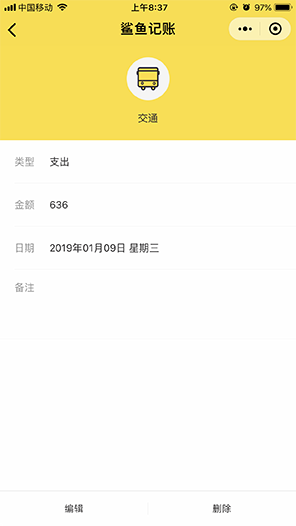 中国移动 上午8:37 97%
鲨鱼记账
交通
类型 支出
金额 636
日期 2019年01月09日 星期三
备注
编辑 删除